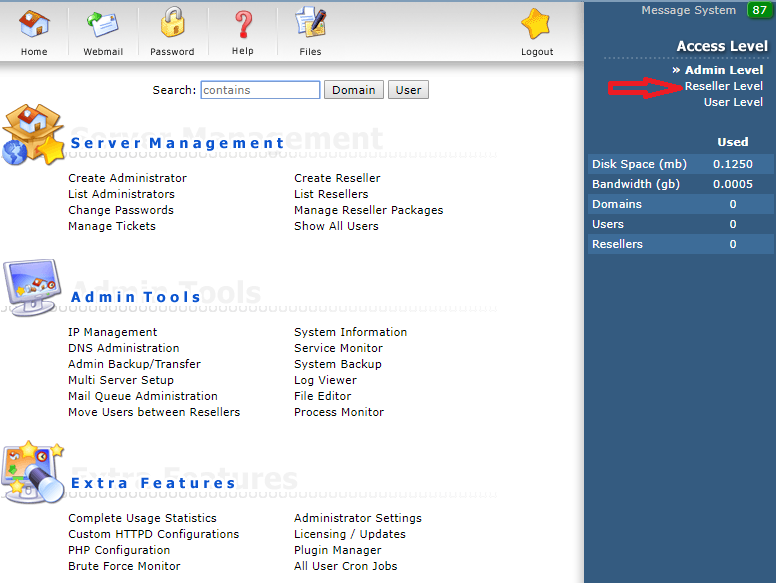 Message System 87
Home Webmail Password Help Files Logout
Access Level
» Admin Level
Reseller Level
User Level
Search: contains Domain User
Used
Disk Space (mb) 0.1250
Bandwidth (gb) 0.0005
Domains 0
Users 0
Resellers 0
Server Management
Create Administrator Create Reseller
List Administrators List Resellers
Change Passwords Manage Reseller Packages
Manage Tickets Show All Users
Admin Tools
IP Management System Information
DNS Administration Service Monitor
Admin Backup/Transfer System Backup
Multi Server Setup Log Viewer
Mail Queue Administration File Editor
Move Users between Resellers Process Monitor
Extra Features
Complete Usage Statistics Administrator Settings
Custom HTTPD Configurations Licensing / Updates
PHP Configuration Plugin Manager
Brute Force Monitor All User Cron Jobs